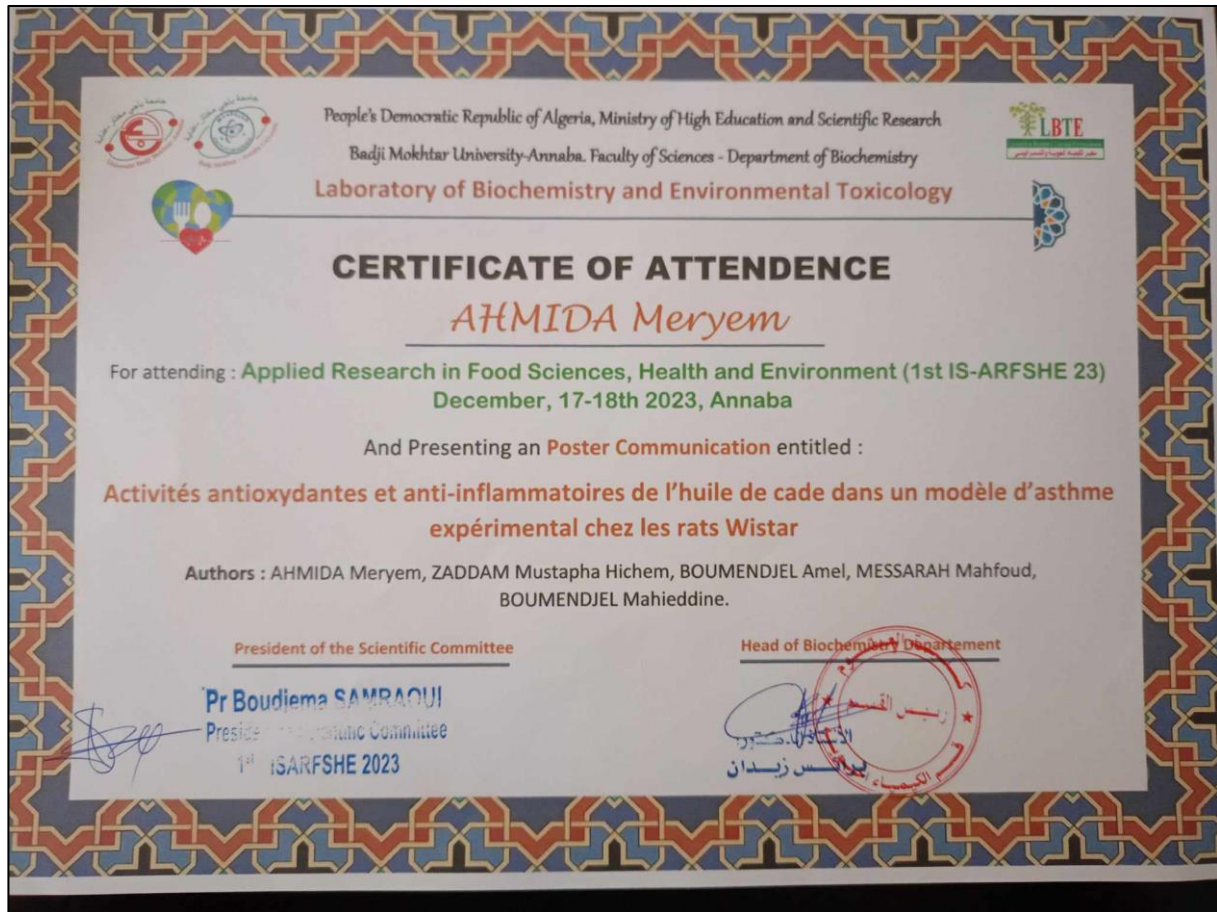 People's Democratic Republic of Algeria, Ministry of High Education and Scientific Research
Badji Mokhtar University-Annaba. Faculty of Sciences - Department of Biochemistry
LBTE
Laboratory of Biochemistry and Environmental Toxicology
CERTIFICATE OF ATTENDENCE
AHMIDA Meryem
For attending : Applied Research in Food Sciences, Health and Environment (1st IS-ARFSHE 23)
December, 17-18th 2023, Annaba
And Presenting an Poster Communication entitled :
Activités antioxydantes et anti-inflammatoires de l'huile de cade dans un modèle d'asthme
expérimental chez les rats Wistar
Authors : AHMIDA Meryem, ZADDAM Mustapha Hichem, BOUMENDJEL Amel, MESSARAH Mahfoud,
BOUMENDJEL Mahieddine.
President of the Scientific Committee
Head of Biochemistry Departement
Pr Boudjema SAMRAOUI
Committee
1st ISARFSHE 2023
رئيس القسم
زيدان